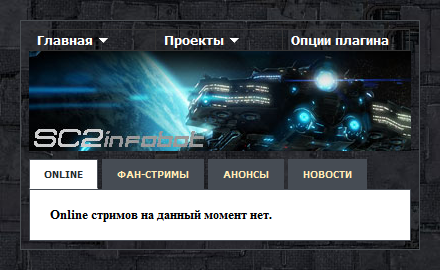 Главная Проекты Опции плагина
SC2infobot
ONLINE ФАН-СТРИМЫ АНОНСЫ НОВОСТИ
Online стримов на данный момент нет.